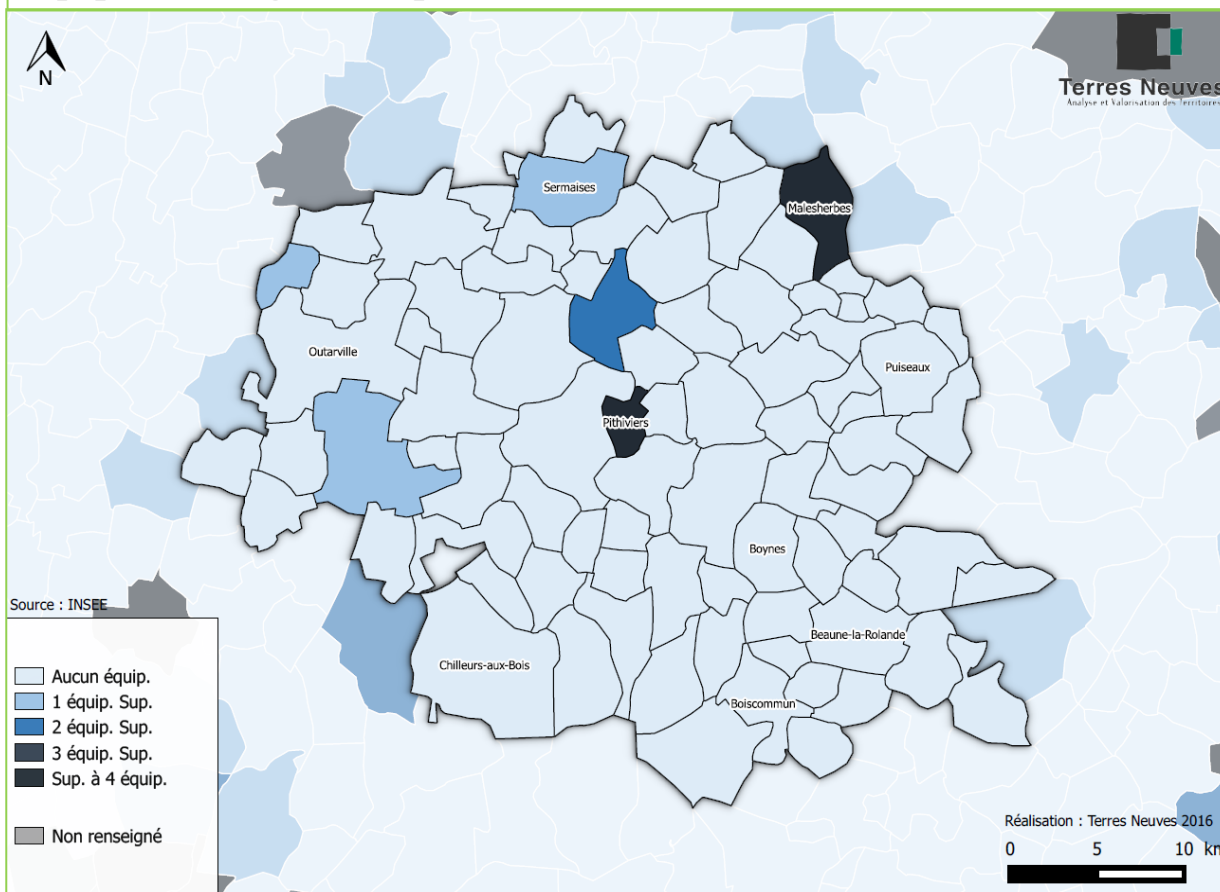 N
Terres Neuves
Analyse et Valorisation des Territoires
Sermaises
Malesherbes
Outarville
Puiseaux
Pithiviers
Boynes
Beaune-la-Rolande
Chilleurs-aux-Bois
Boiscommun
Source : INSEE
Aucun équip.
1 équip. Sup.
2 équip. Sup.
3 équip. Sup.
Sup. à 4 équip.
Non renseigné
Réalisation : Terres Neuves 2016
0 5 10 km